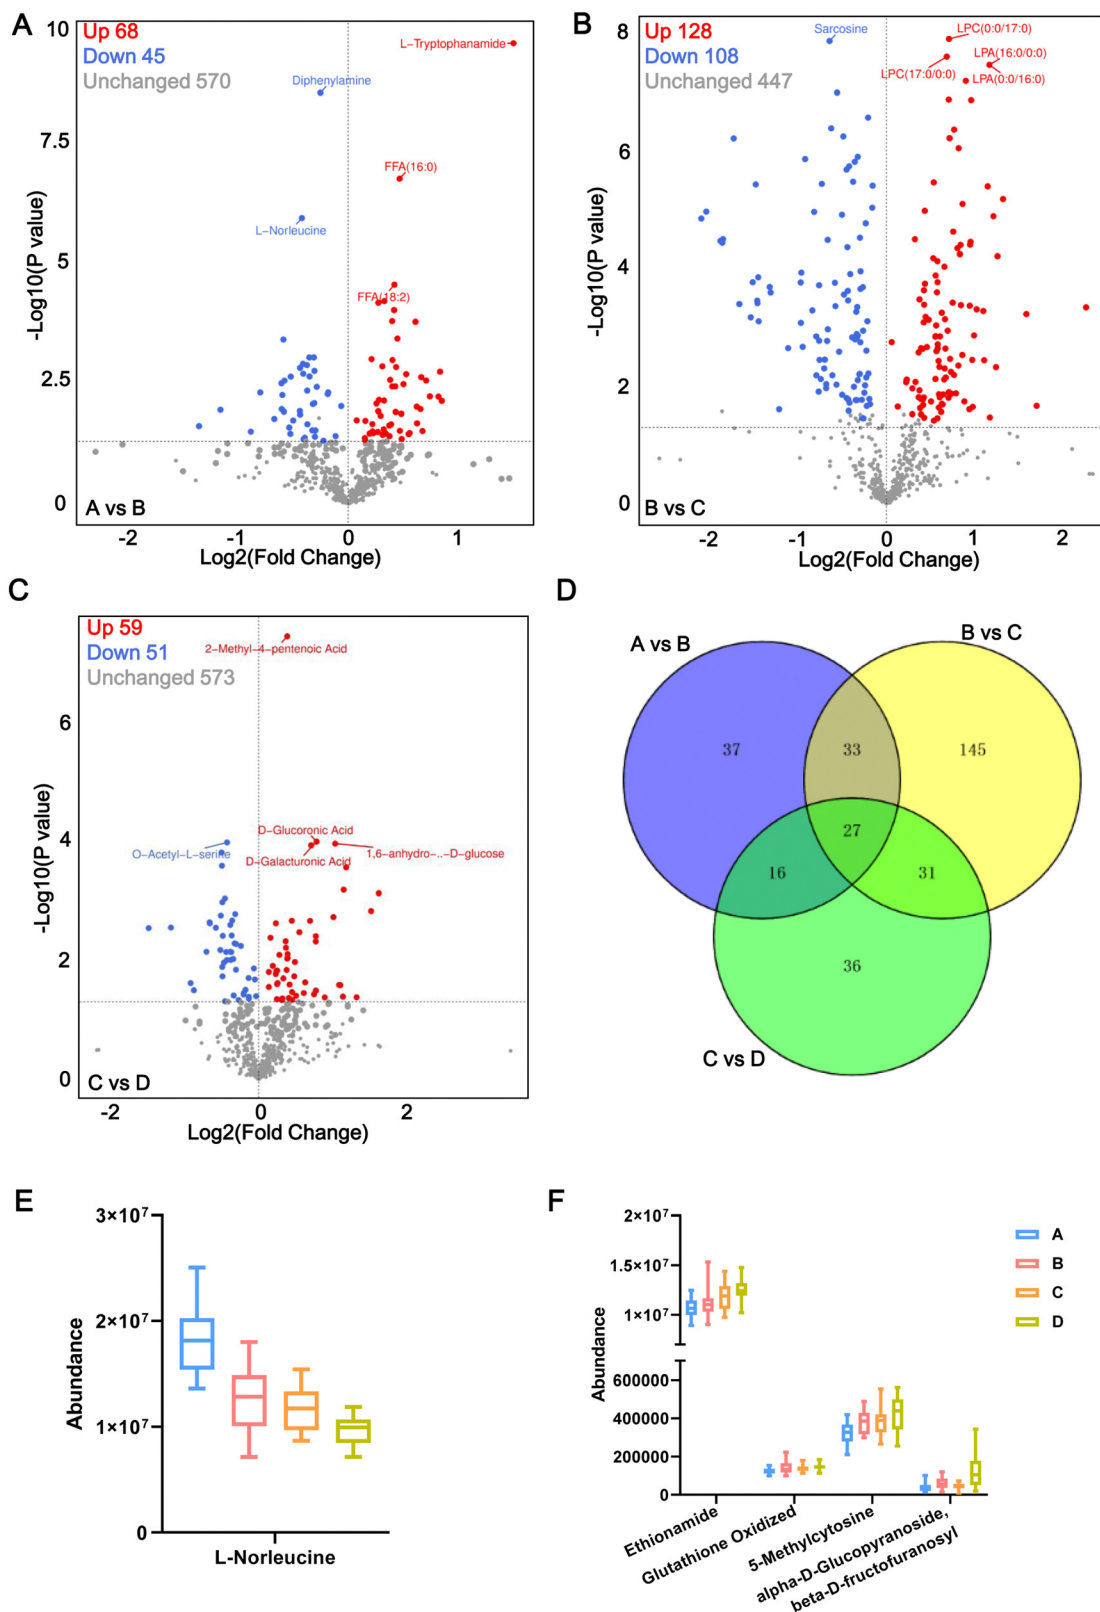 A
Up 68
Down 45
Unchanged 570
L-Tryptophanamide
Diphenylamine
FFA(16:0)
L-Norleucine
FFA(18:2)
10
7.5
5
2.5
0
-Log10(P value)
A vs B
-2 -1 0 1
Log2(Fold Change)
B
Up 128
Down 108
Unchanged 447
Sarcosine
LPC(0:0/17:0)
LPA(16:0/0:0)
LPC(17:0/0:0)
LPA(0:0/16:0)
8
6
4
2
0
-Log10(P value)
B vs C
-2 -1 0 1 2
Log2(Fold Change)
C
Up 59
Down 51
Unchanged 573
2-Methyl-4-pentenoic Acid
D-Glucoronic Acid
O-Acetyl-L-serine
D-Galacturonic Acid
1,6-anhydro-..-D-glucose
6
4
2
0
-Log10(P value)
C vs D
-2 0 2
Log2(Fold Change)
D
A vs B
B vs C
37 33 145
27
16 31
36
C vs D
E
3×10⁷
2×10⁷
1×10⁷
0
Abundance
L-Norleucine
F
2×10⁷
1.5×10⁷
1×10⁷
600000
400000
200000
0
Abundance
Ethionamide
Glutathione Oxidized
5-Methylcytosine
alpha-D-Glucopyranoside,
beta-D-fructofuranosyl
A
B
C
D